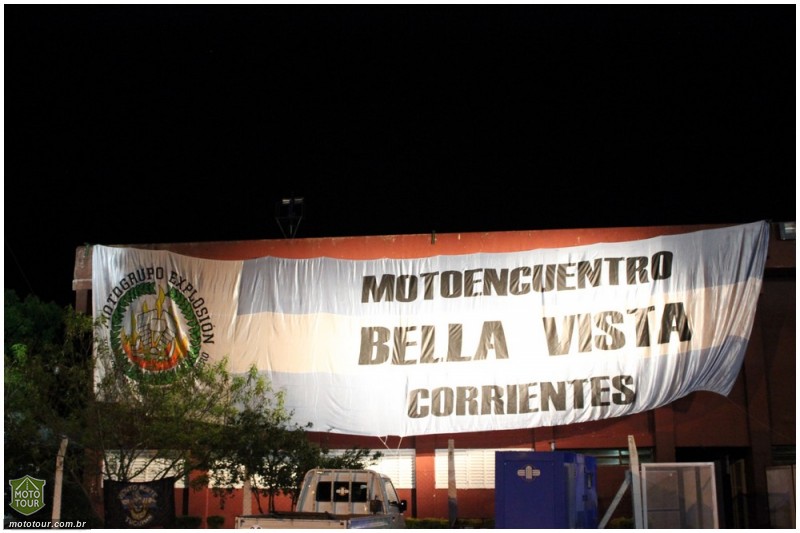 MOTOGRUPO EXPLOSIÓN
MOTOENCUENTRO
BELLA VISTA
CORRIENTES
MOTO
TOUR
mototour.com.br